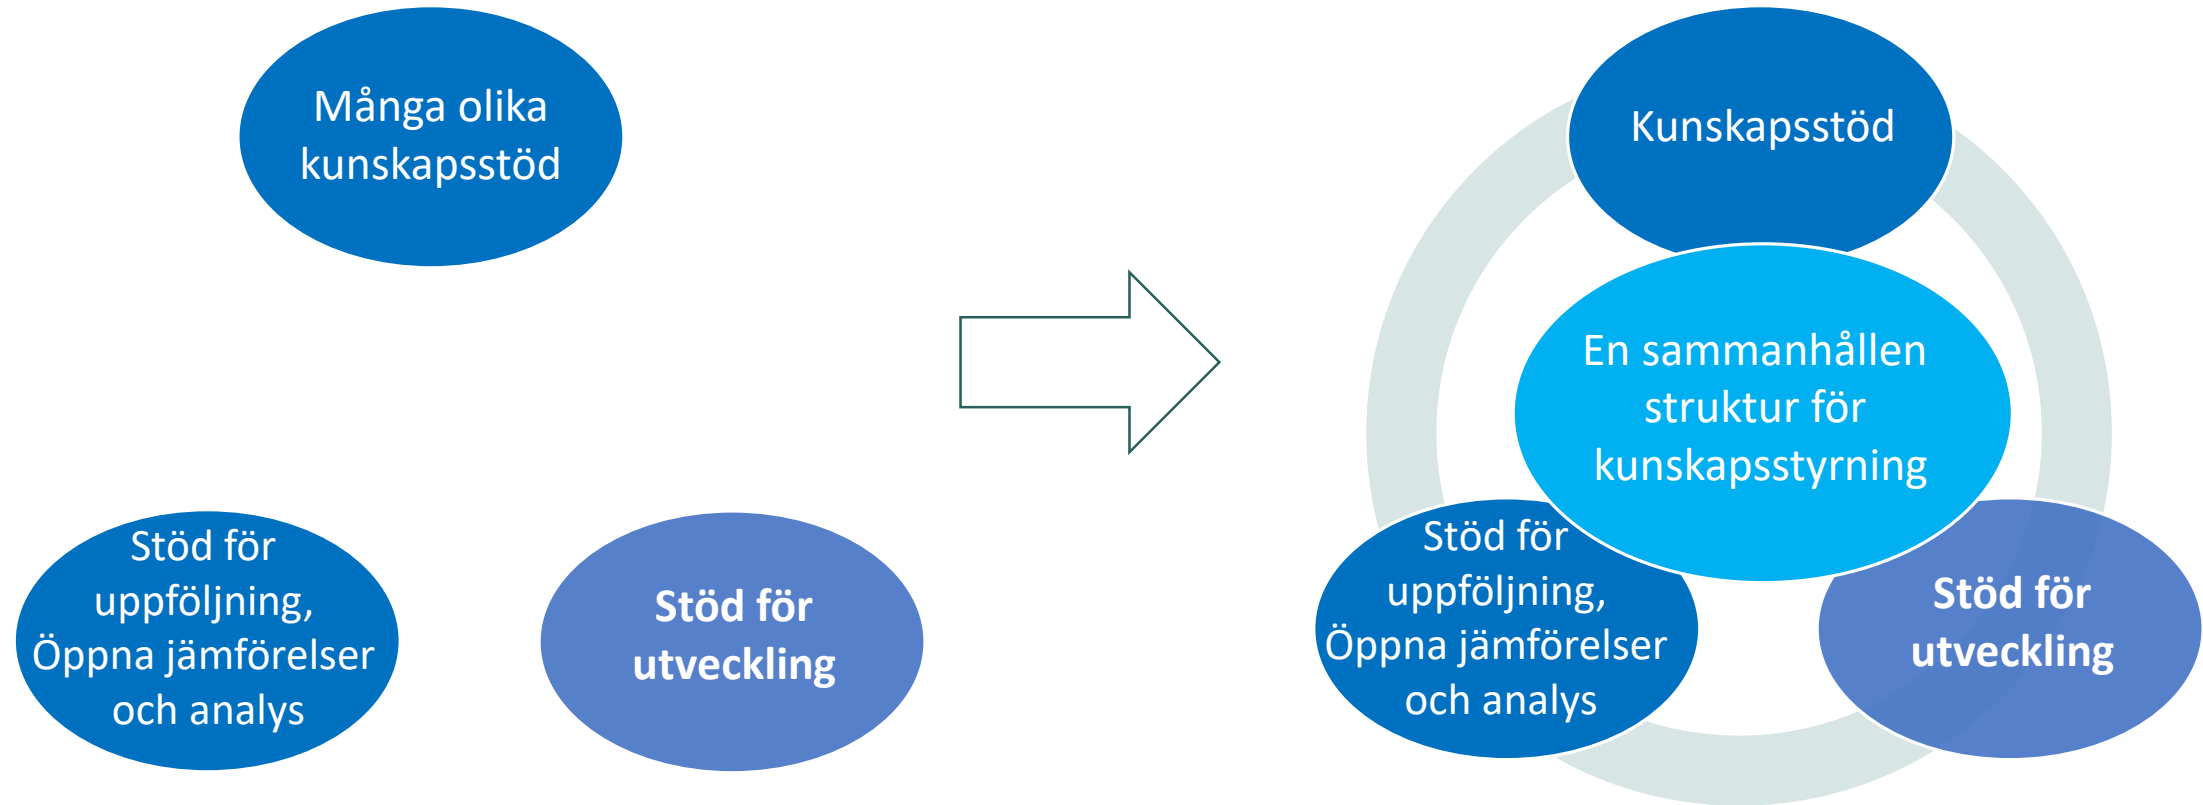 Många olika
kunskapsstöd
Stöd för
uppföljning,
Öppna jämförelser
och analys
Stöd för
utveckling
Kunskapsstöd
En sammanhållen
struktur för
kunskapsstyrning
Stöd för
uppföljning,
Öppna jämförelser
och analys
Stöd för
utveckling